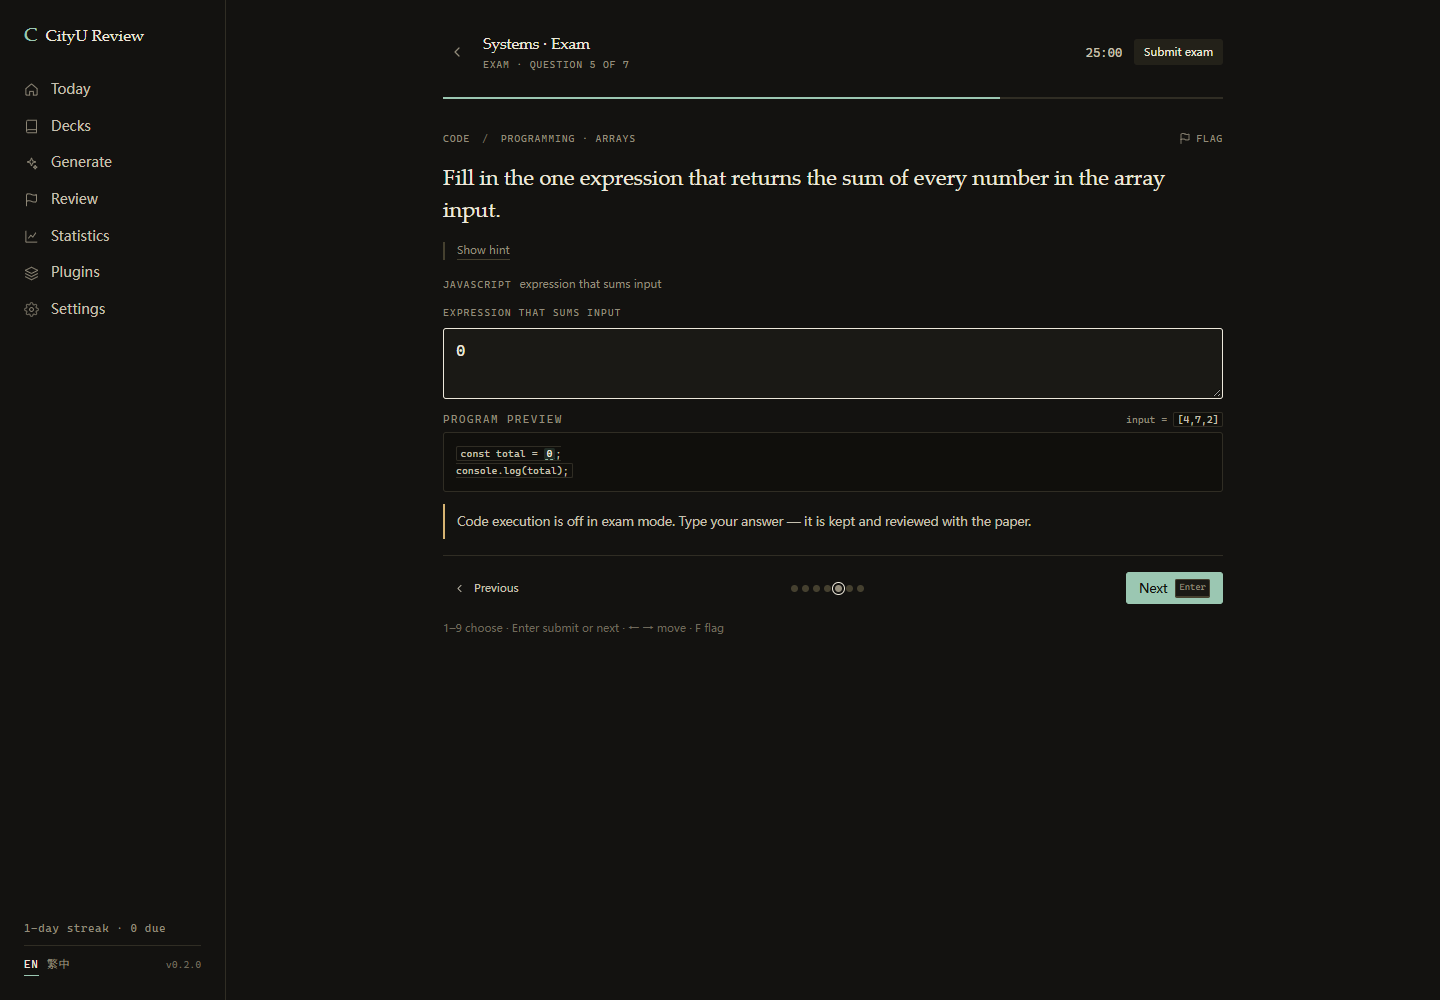 C CityU Review
Today
Decks
Generate
Review
Statistics
Plugins
Settings
1-day streak · 0 due
EN 繁中 v0.2.0
Systems · Exam
EXAM · QUESTION 5 OF 7
25:00 Submit exam
CODE / PROGRAMMING · ARRAYS FLAG
Fill in the one expression that returns the sum of every number in the array
input.
Show hint
JAVASCRIPT expression that sums input
EXPRESSION THAT SUMS INPUT
0
PROGRAM PREVIEW input = [4,7,2]
const total = 0;
console.log(total);
Code execution is off in exam mode. Type your answer — it is kept and reviewed with the paper.
Previous Next Enter
1–9 choose · Enter submit or next · ← → move · F flag